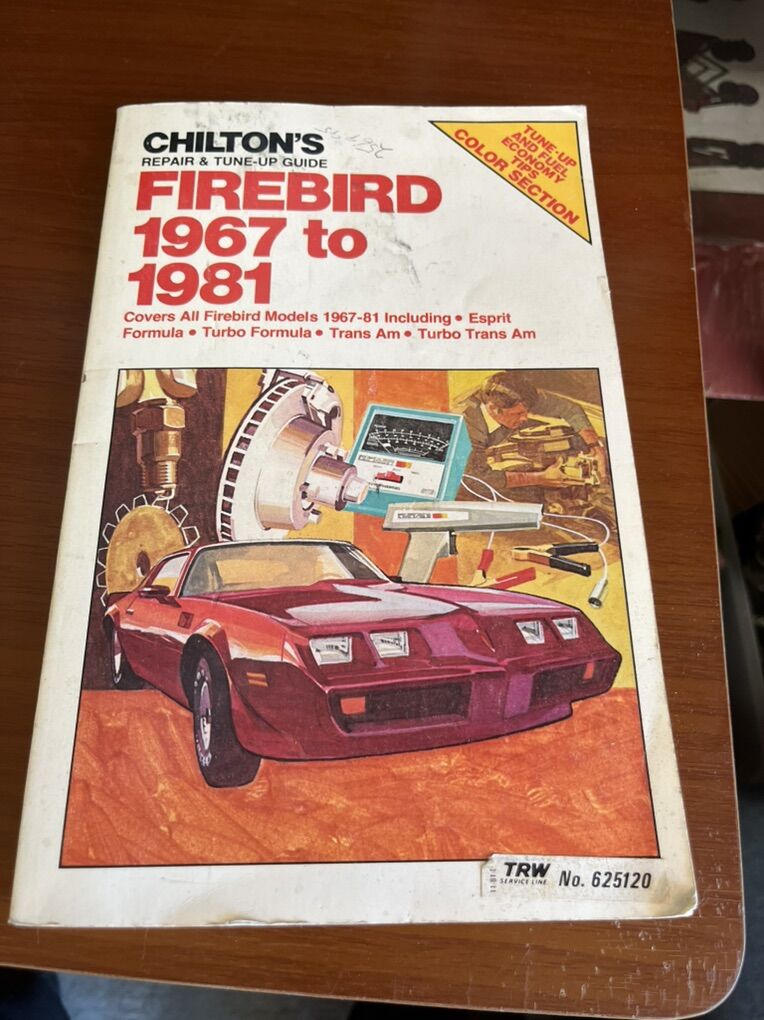 CHILTON'S
REPAIR & TUNE-UP GUIDE
FIREBIRD
1967 to
1981
Covers All Firebird Models 1967-81 Including • Esprit
Formula • Turbo Formula • Trans Am • Turbo Trans Am
TUNE-UP
AND FUEL
ECONOMY
TIPS
COLOR SECTION
TRW
SERVICE LINE
No. 625120